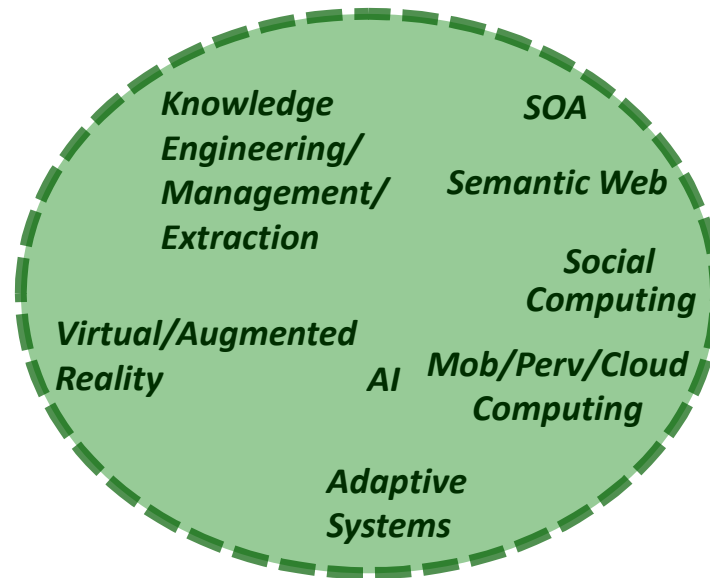 Knowledge
Engineering/
Management/
Extraction
SOA
Semantic Web
Social
Computing
Virtual/Augmented
Reality
AI
Mob/Perv/Cloud
Computing
Adaptive
Systems